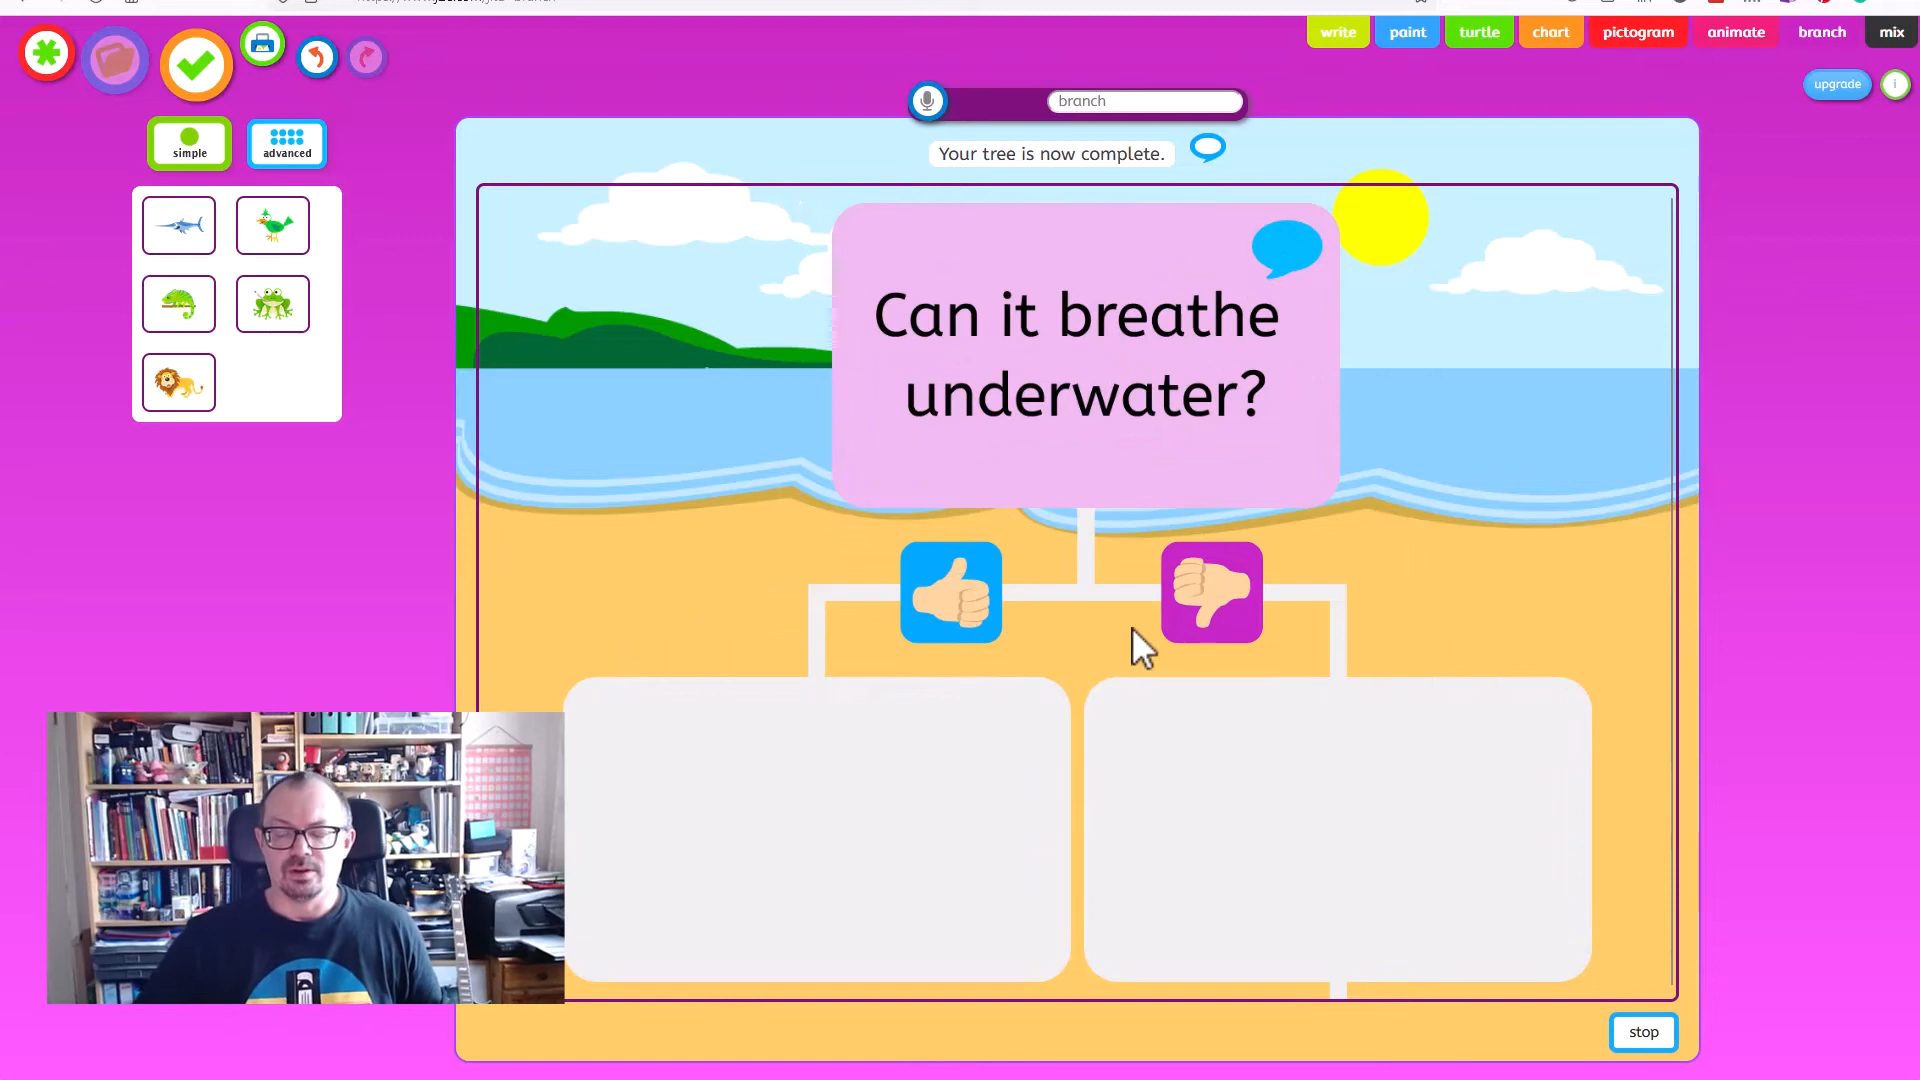 write
paint
turtle
chart
pictogram
animate
branch
mix
upgrade
i
branch
simple
advanced
Your tree is now complete.
Can it breathe
underwater?
stop